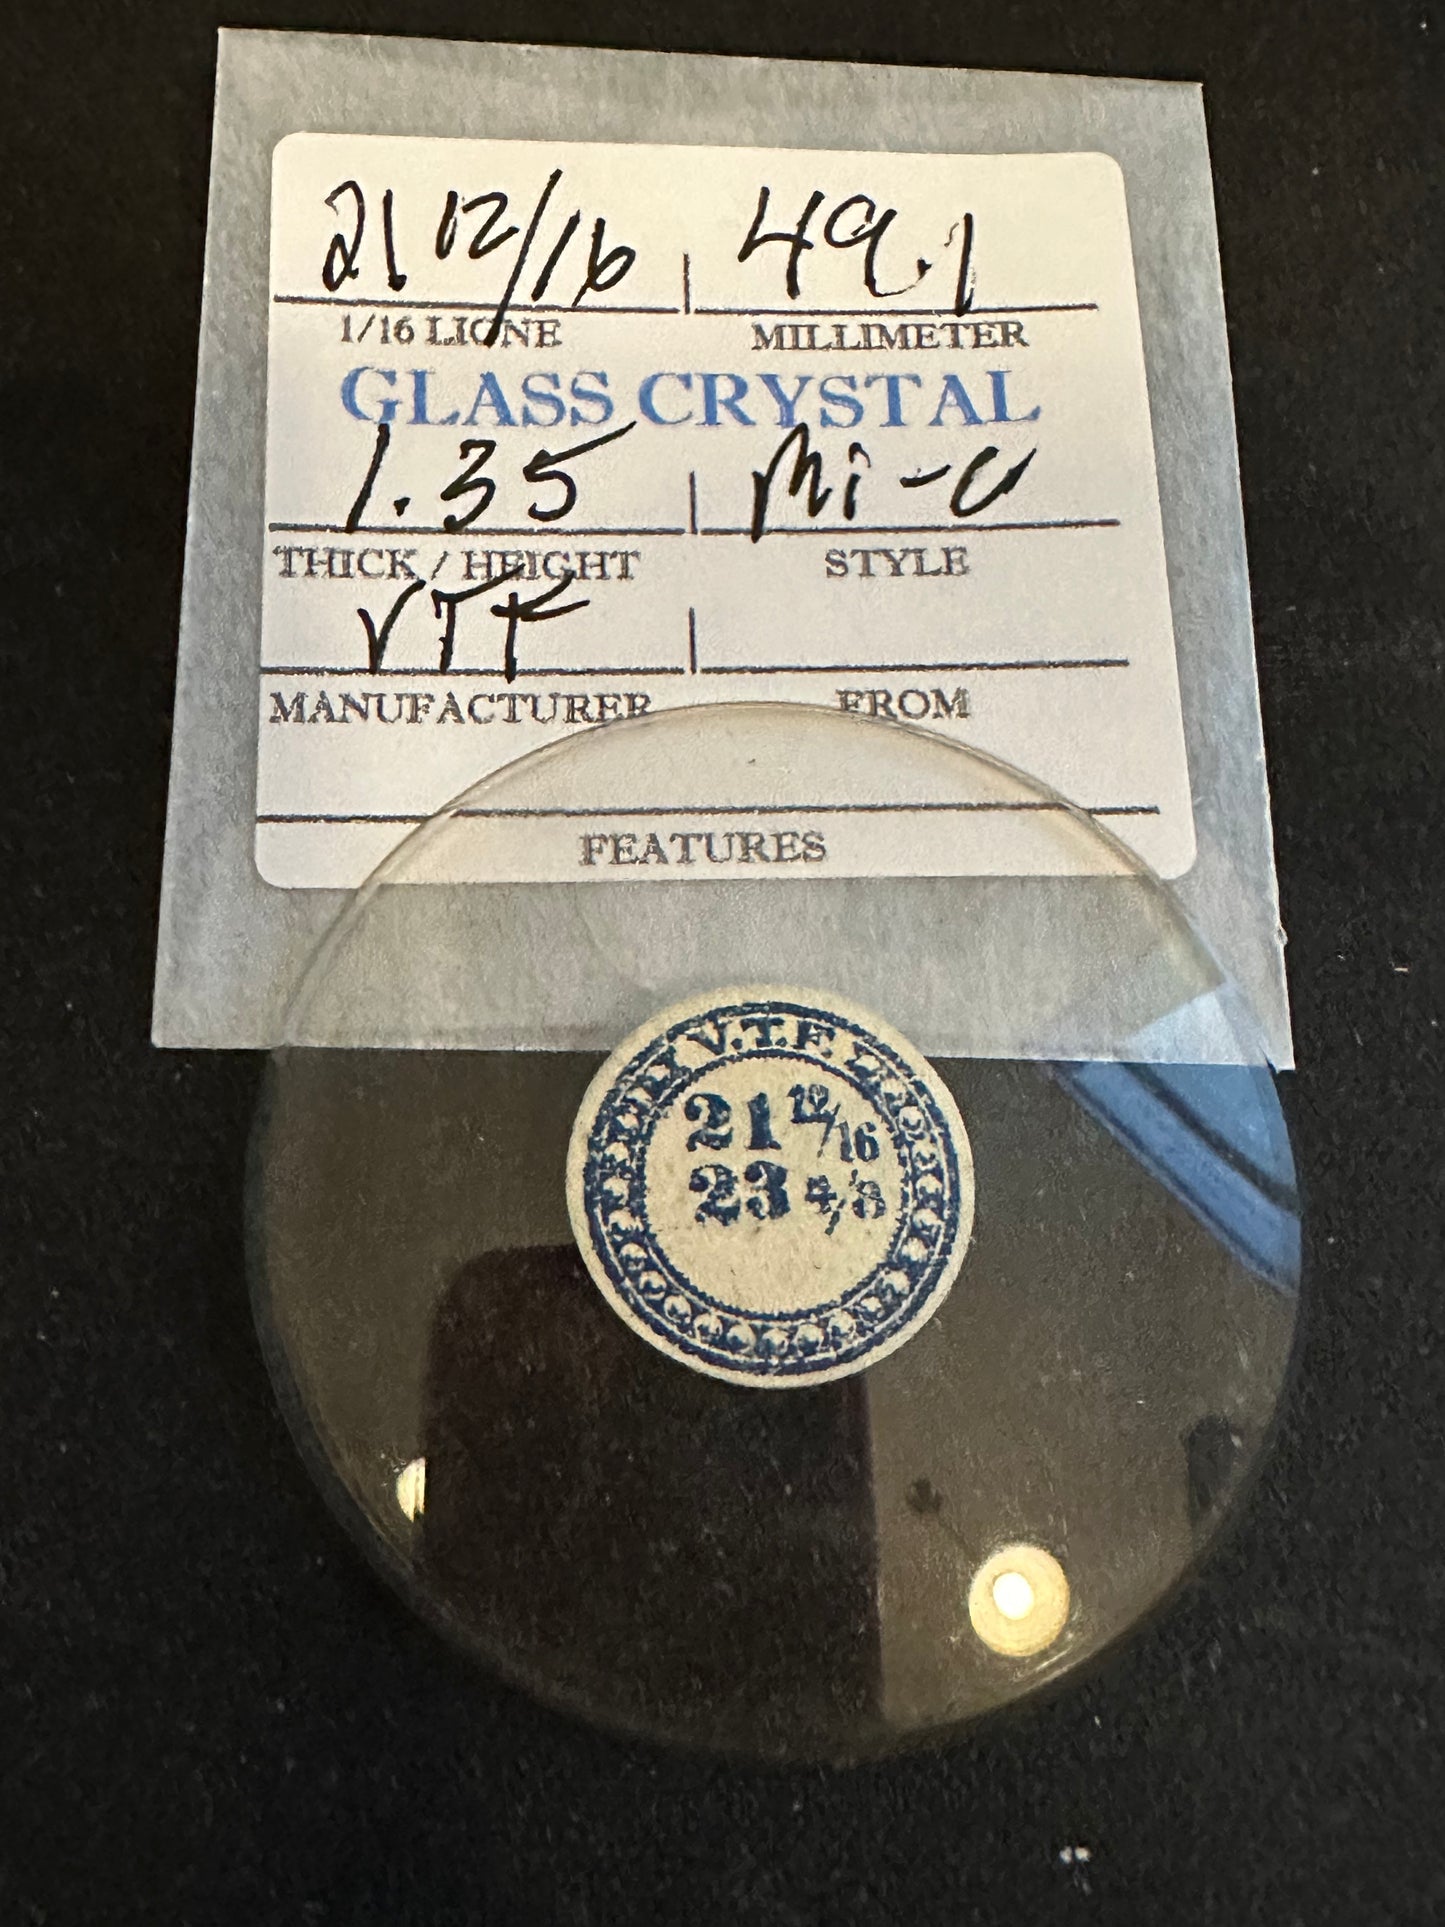 21 12/16 49.1
1/16 LIGNE MILLIMETER
GLASS CRYSTAL
1.35 Mi-C
THICK / HEIGHT STYLE
VTF
MANUFACTURER FROM
FEATURES
V.T.F.
21 12/16
23 4/8